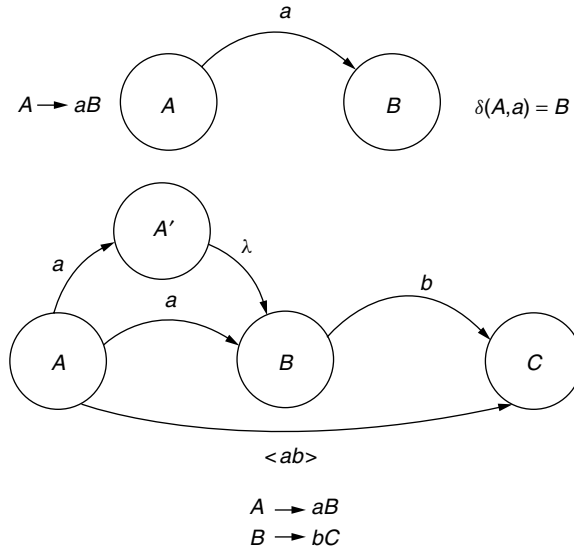 a
A → aB
A
B
δ(A,a) = B
A′
λ
a
a
b
A
B
C
<ab>
A → aB
B → bC